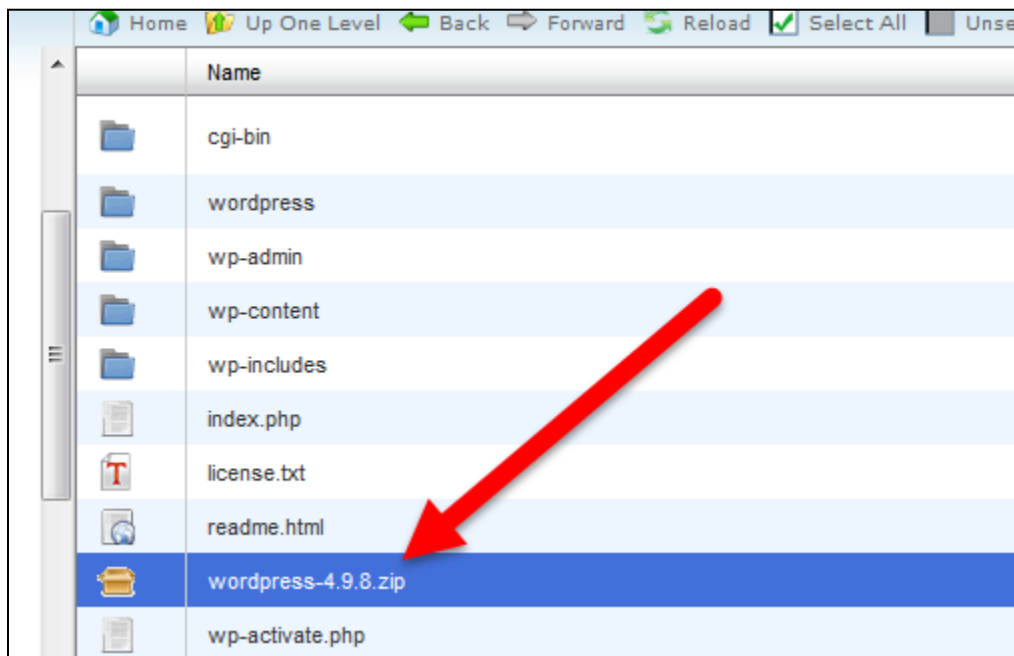 Home Up One Level Back Forward Reload Select All Unse
Name
cgi-bin
wordpress
wp-admin
wp-content
wp-includes
index.php
license.txt
readme.html
wordpress-4.9.8.zip
wp-activate.php